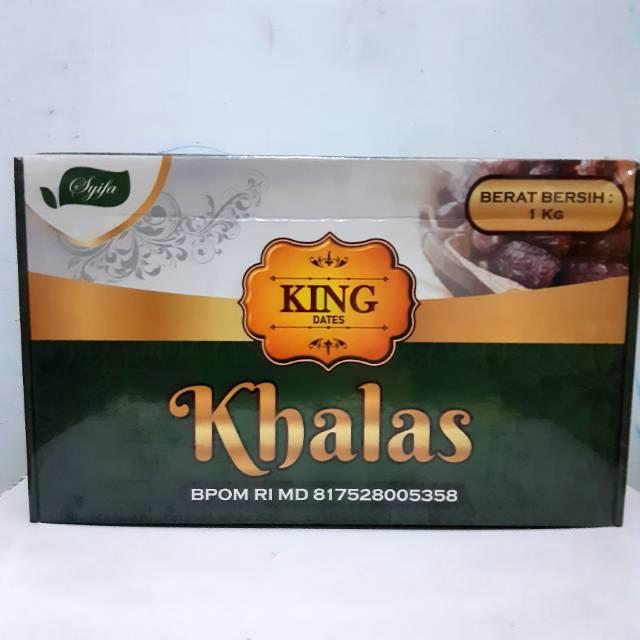 Syifa
BERAT BERSIH :
1 KG
KING
DATES
Khalas
BPOM RI MD 817528005358